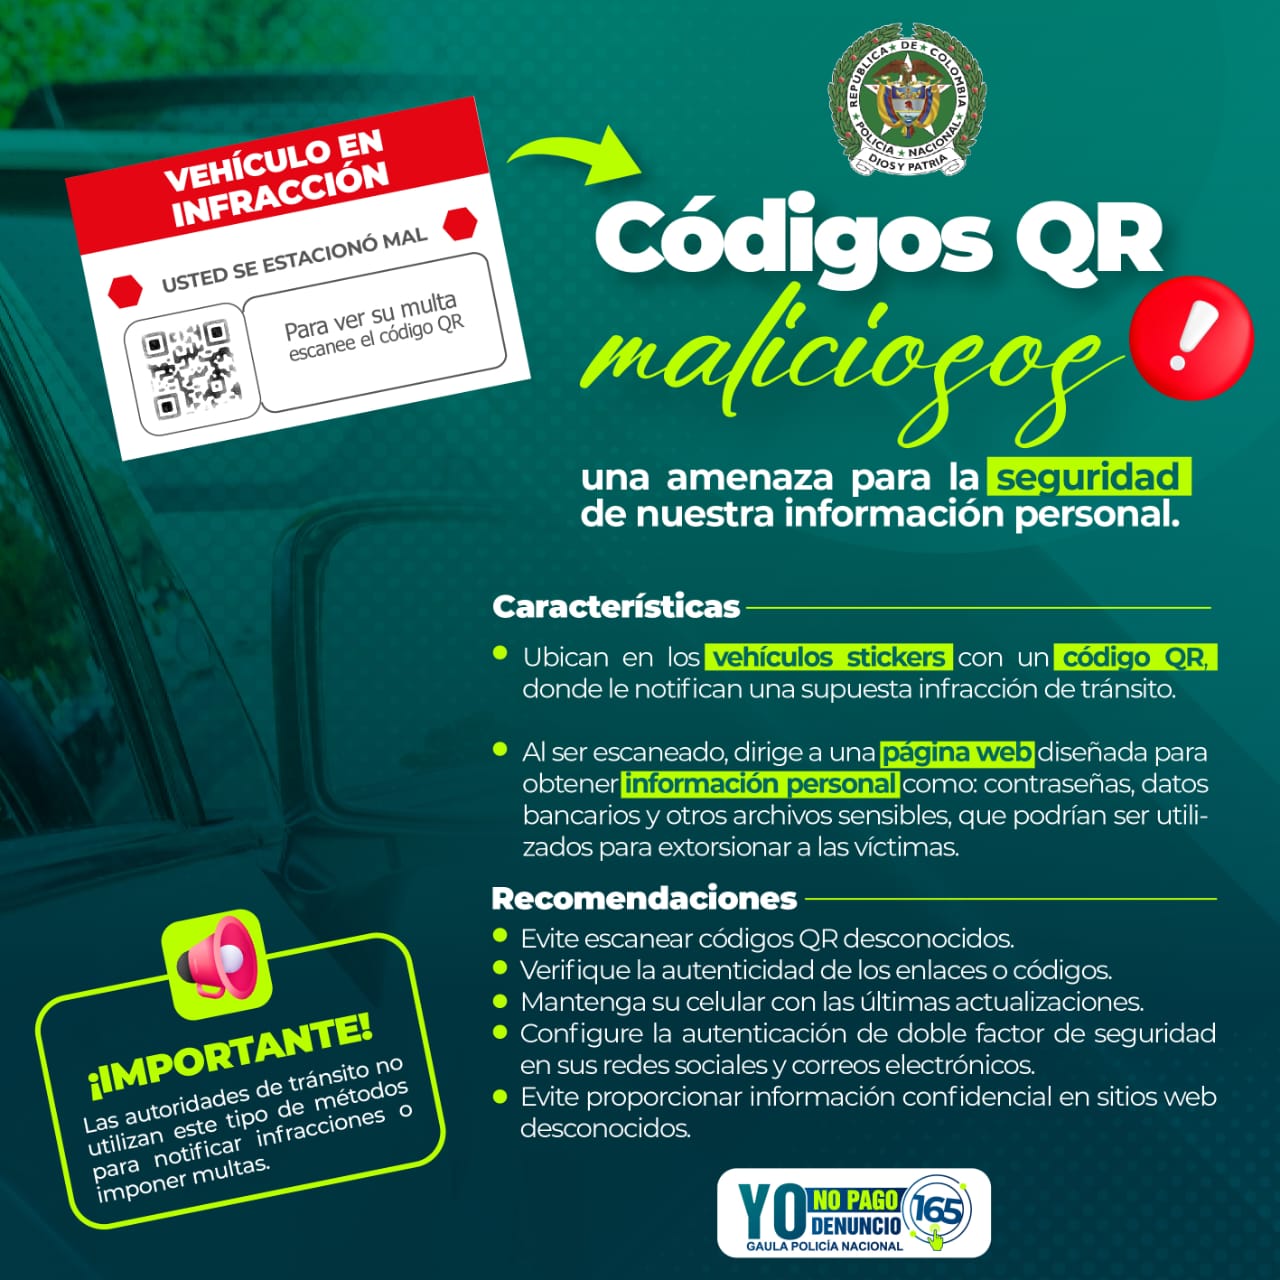 REPÚBLICA DE COLOMBIA
POLICÍA NACIONAL
DIOS Y PATRIA
VEHÍCULO EN
INFRACCIÓN
USTED SE ESTACIONÓ MAL
Para ver su multa
escanee el código QR
Códigos QR
maliciosos
!
una amenaza para la seguridad
de nuestra información personal.
Características
• Ubican en los vehículos stickers con un código QR,
donde le notifican una supuesta infracción de tránsito.
• Al ser escaneado, dirige a una página web diseñada para
obtener información personal como: contraseñas, datos
bancarios y otros archivos sensibles, que podrían ser utili-
zados para extorsionar a las víctimas.
Recomendaciones
• Evite escanear códigos QR desconocidos.
• Verifique la autenticidad de los enlaces o códigos.
• Mantenga su celular con las últimas actualizaciones.
• Configure la autenticación de doble factor de seguridad
en sus redes sociales y correos electrónicos.
• Evite proporcionar información confidencial en sitios web
desconocidos.
¡IMPORTANTE!
Las autoridades de tránsito no
utilizan este tipo de métodos
para notificar infracciones o
imponer multas.
YO NO PAGO
DENUNCIO
165
GAULA POLICÍA NACIONAL